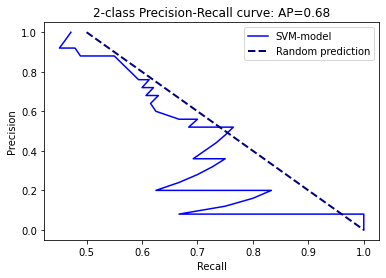 2-class Precision-Recall curve: AP=0.68
SVM-model
Random prediction
Precision
1.0
0.8
0.6
0.4
0.2
0.0
0.5 0.6 0.7 0.8 0.9 1.0
Recall